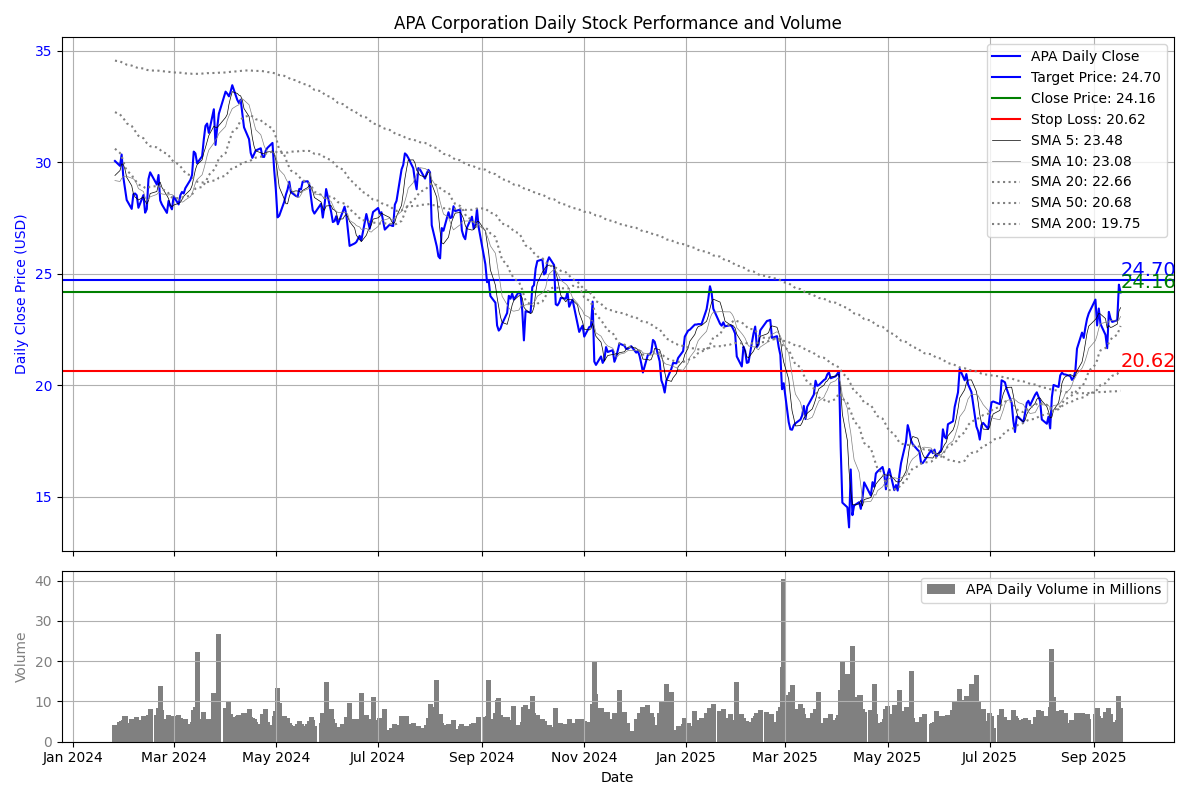 APA Corporation Daily Stock Performance and Volume
Daily Close Price (USD)
35
30
25
20
15
APA Daily Close
Target Price: 24.70
Close Price: 24.16
Stop Loss: 20.62
SMA 5: 23.48
SMA 10: 23.08
SMA 20: 22.66
SMA 50: 20.68
SMA 200: 19.75
24.70
24.16
20.62
Volume
40
30
20
10
0
APA Daily Volume in Millions
Jan 2024 Mar 2024 May 2024 Jul 2024 Sep 2024 Nov 2024 Jan 2025 Mar 2025 May 2025 Jul 2025 Sep 2025
Date